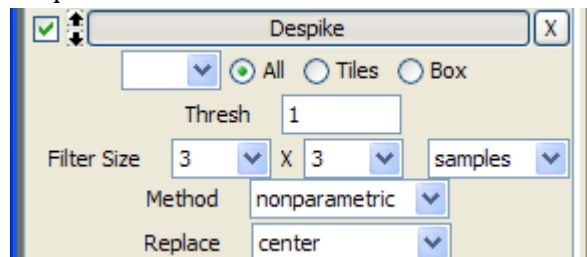 Despike X
All Tiles Box
Thresh 1
Filter Size 3 X 3 samples
Method nonparametric
Replace center